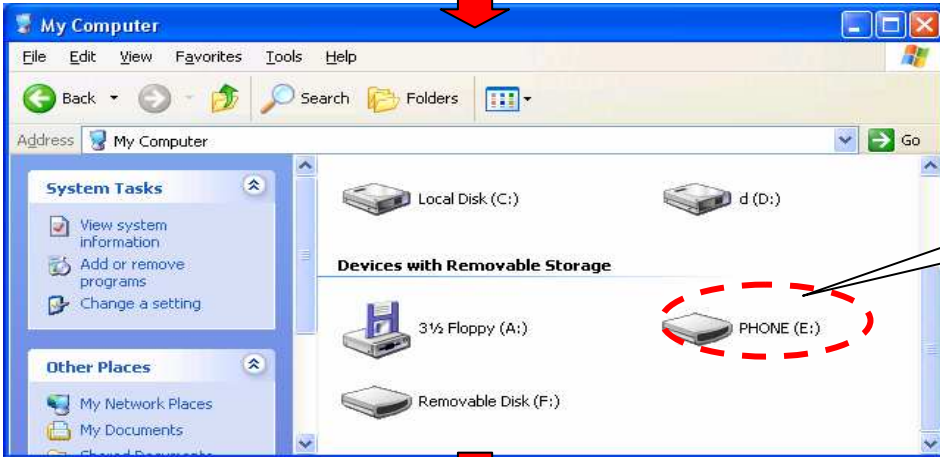 My Computer
File Edit View Favorites Tools Help
Back Search Folders
Address My Computer Go
System Tasks
View system
information
Add or remove
programs
Change a setting
Other Places
My Network Places
My Documents
Shared Documents
Local Disk (C:) d (D:)
Devices with Removable Storage
3½ Floppy (A:) PHONE (E:)
Removable Disk (F:)